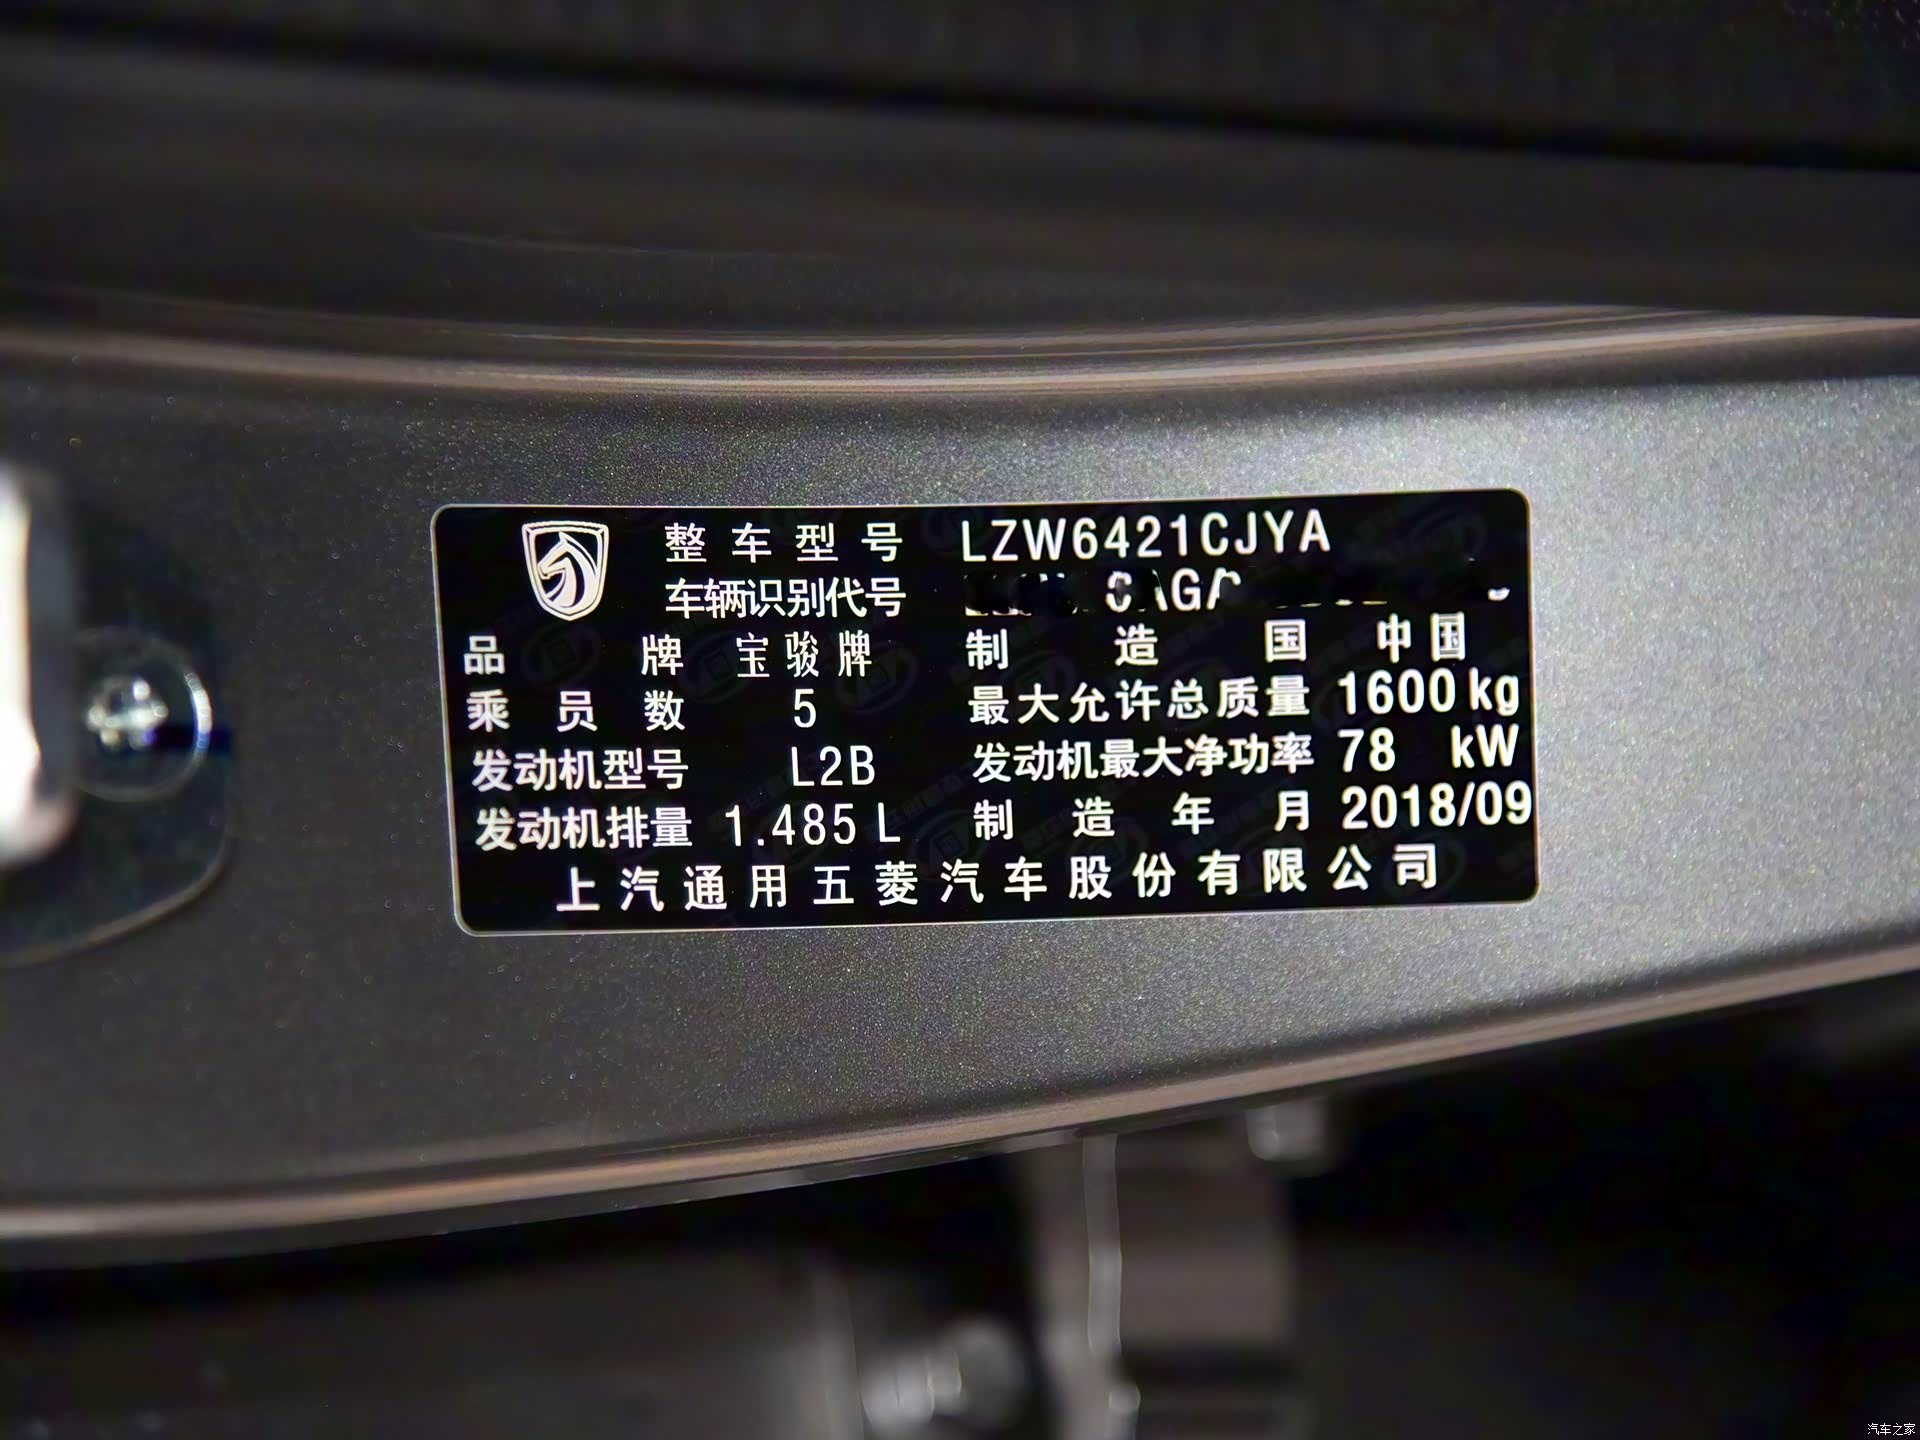 整车型号 LZW6421CJYA
车辆识别代号
品牌 宝骏牌 制造国 中国
乘员数 5 最大允许总质量 1600 kg
发动机型号 L2B 发动机最大净功率 78 kW
发动机排量 1.485 L 制造年月 2018/09
上汽通用五菱汽车股份有限公司
汽车之家